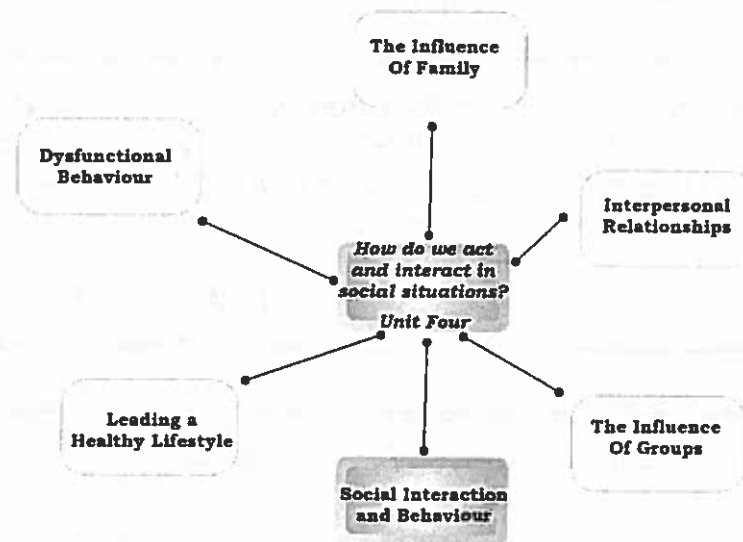 The Influence
Of Family
Dysfunctional
Behaviour
Interpersonal
Relationships
How do we act
and interact in
social situations?
Unit Four
Leading a
Healthy Lifestyle
The Influence
Of Groups
Social Interaction
and Behaviour